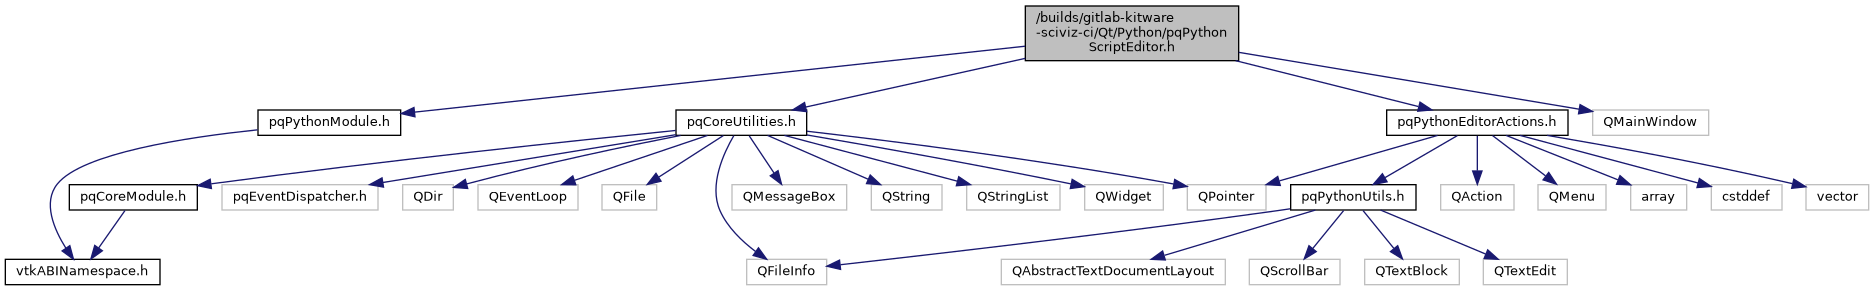 /builds/gitlab-kitware
-sciviz-ci/Qt/Python/pqPython
ScriptEditor.h
pqPythonModule.h
pqCoreUtilities.h
pqPythonEditorActions.h
QMainWindow
pqCoreModule.h
pqEventDispatcher.h
QDir
QEventLoop
QFile
QMessageBox
QString
QStringList
QWidget
QPointer
pqPythonUtils.h
QAction
QMenu
array
cstddef
vector
vtkABINamespace.h
QFileInfo
QAbstractTextDocumentLayout
QScrollBar
QTextBlock
QTextEdit